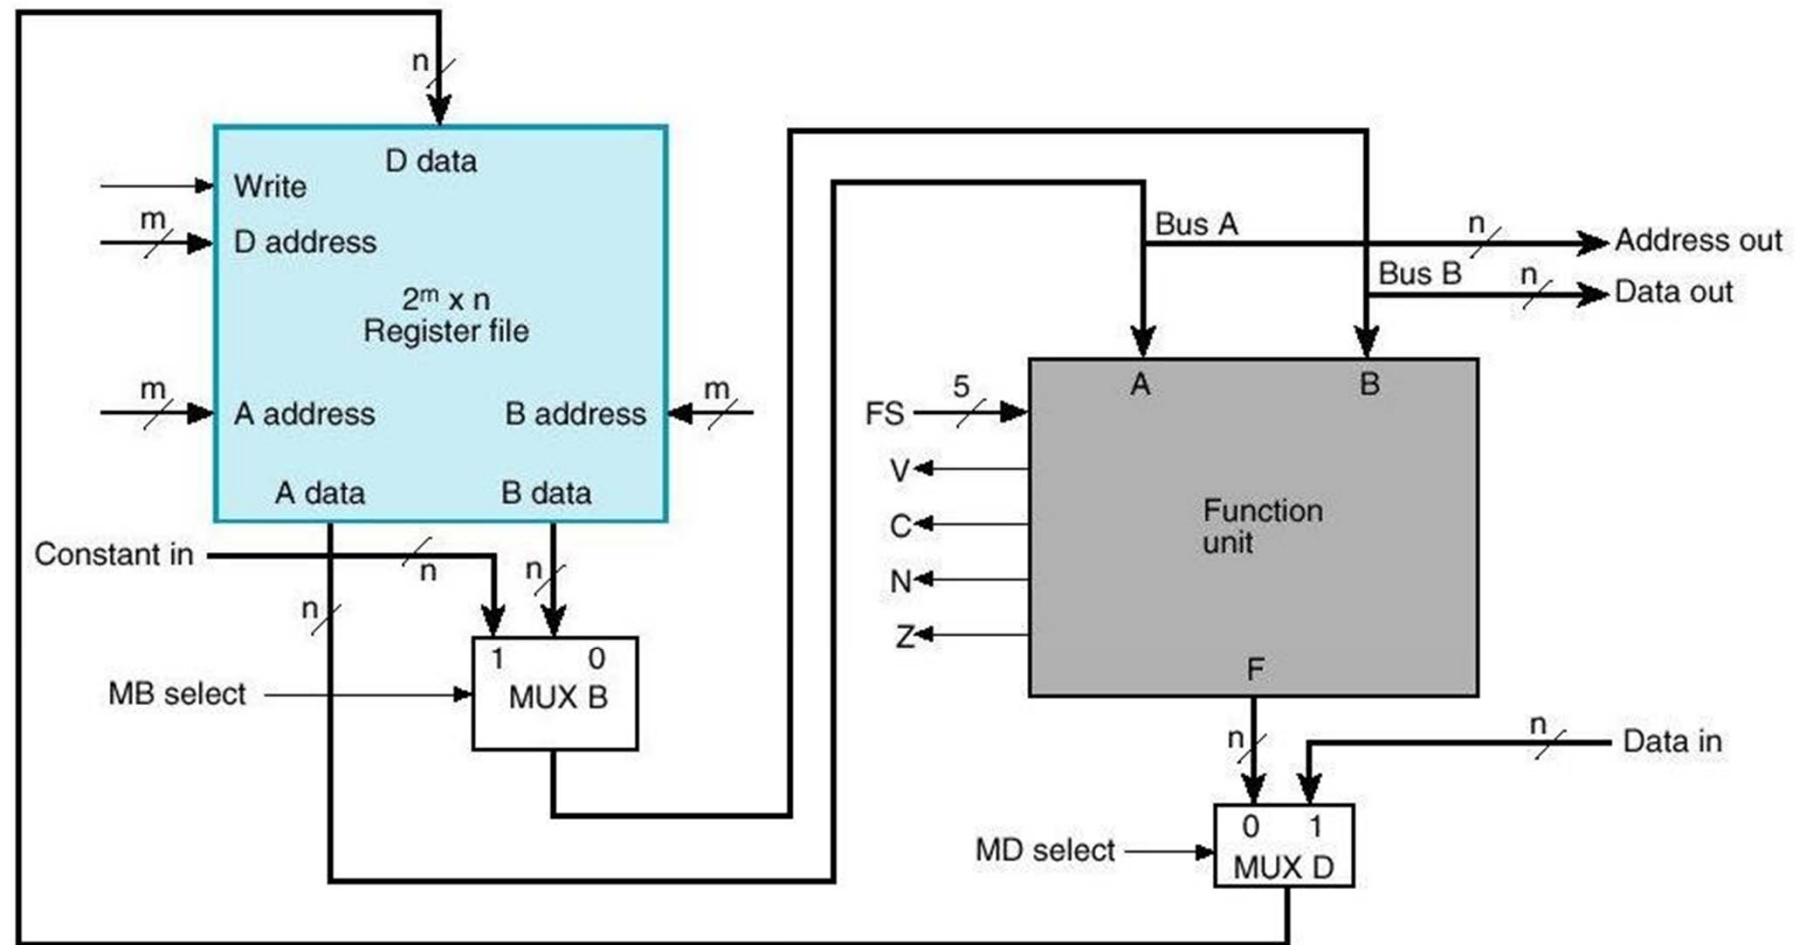 n
D data
Write
m
D address
2ᵐ x n
Register file
m
A address
B address
m
A data
B data
Constant in
n
n
n
1 0
MB select
MUX B
Bus A
n
Address out
Bus B
n
Data out
A
B
FS
5
V
C
N
Z
Function
unit
F
n
n
Data in
0 1
MD select
MUX D